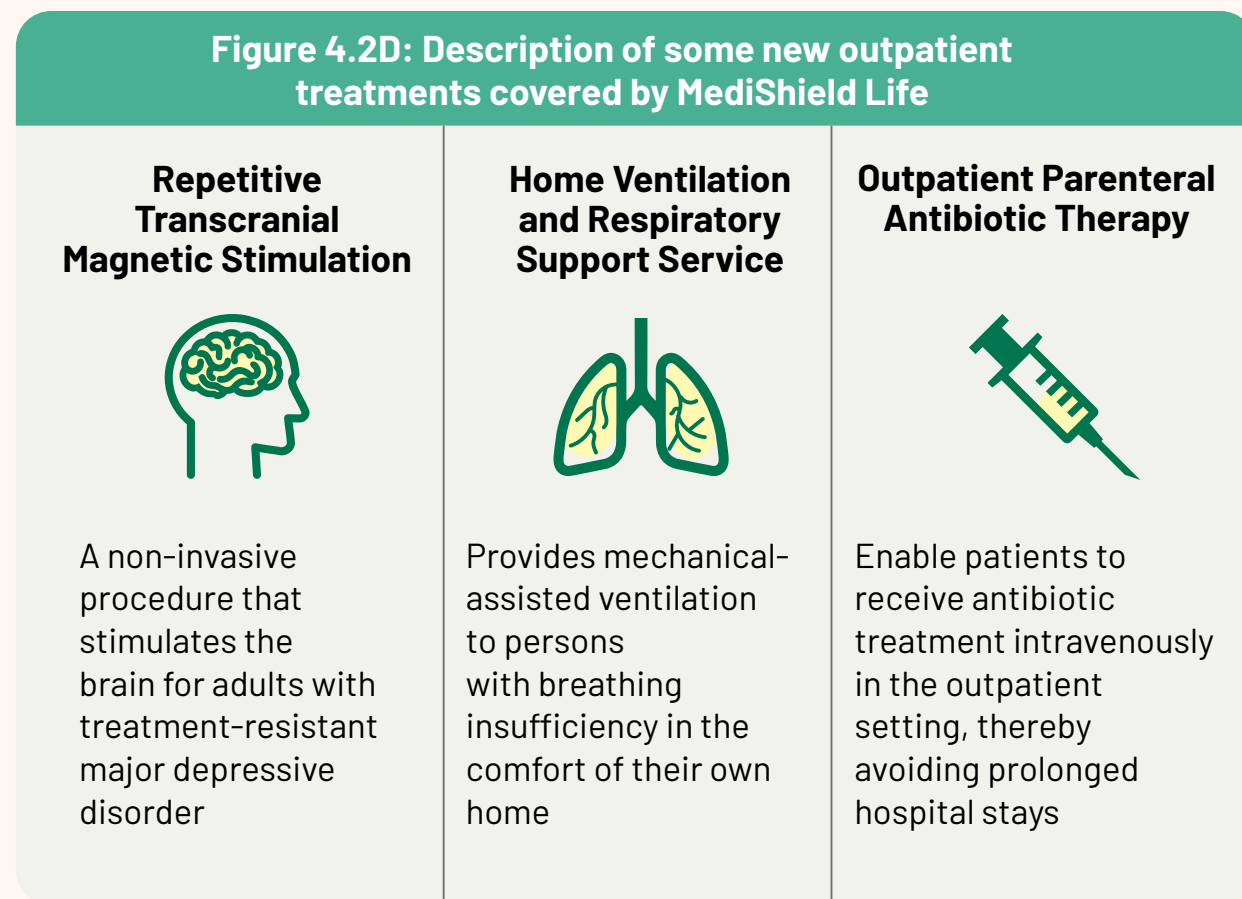 Figure 4.2D: Description of some new outpatient
treatments covered by MediShield Life
Repetitive
Transcranial
Magnetic Stimulation
A non-invasive
procedure that
stimulates the
brain for adults with
treatment-resistant
major depressive
disorder
Home Ventilation
and Respiratory
Support Service
Provides mechanical-
assisted ventilation
to persons
with breathing
insufficiency in the
comfort of their own
home
Outpatient Parenteral
Antibiotic Therapy
Enable patients to
receive antibiotic
treatment intravenously
in the outpatient
setting, thereby
avoiding prolonged
hospital stays